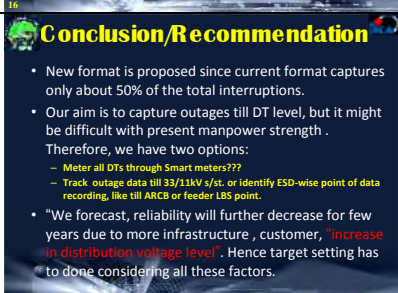 16
Conclusion/Recommendation
• New format is proposed since current format captures
only about 50% of the total interruptions.
• Our aim is to capture outages till DT level, but it might
be difficult with present manpower strength .
Therefore, we have two options:
– Meter all DTs through Smart meters???
– Track outage data till 33/11kV s/st. or identify ESD-wise point of data
recording, like till ARCB or feeder LBS point.
• “We forecast, reliability will further decrease for few
years due to more infrastructure , customer, “increase
in distribution voltage level”. Hence target setting has
to done considering all these factors.